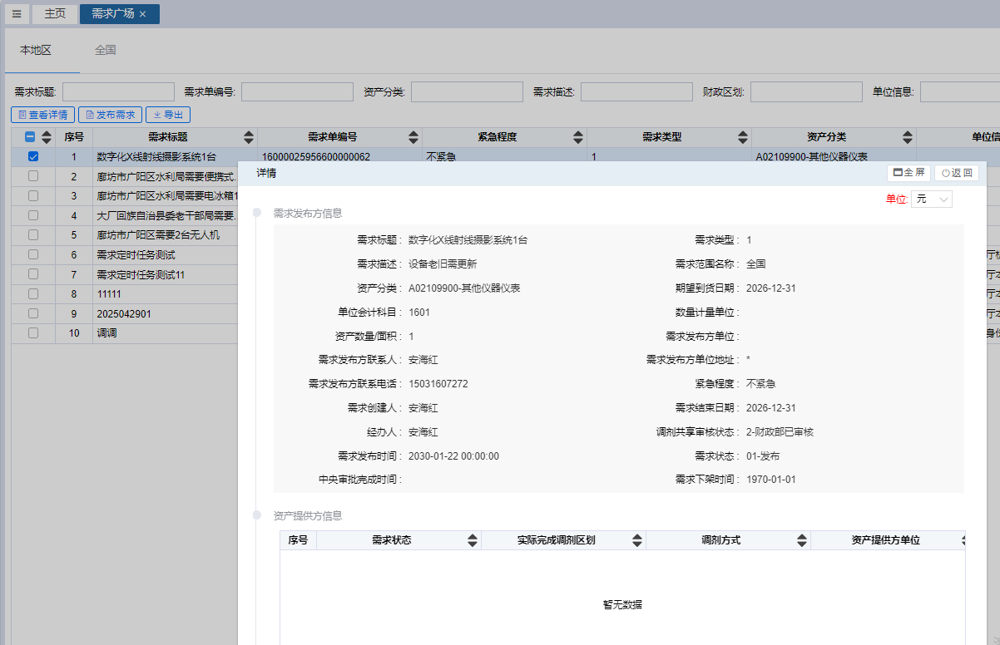 主页 需求广场 ×
本地区 全国
需求标题: 需求单编号: 资产分类: 需求描述: 财政区划: 单位信息:
查看详情 发布需求 导出
序号 需求标题 需求单编号 紧急程度 需求类型 资产分类 单位信
1 数字化X线射线摄影系统1台 16000025956600000062 不紧急 1 A02109900-其他仪器仪表
2 廊坊市广阳区水利局需要便携式.
3 廊坊市广阳区水利局需要电冰箱1
4 大厂回族自治县委老干部局需要.
5 廊坊市广阳区需要2台无人机
6 需求定时任务测试
7 需求定时任务测试11
8 11111
9 2025042901
10 调调
详情 全屏 返回
单位: 元
需求发布方信息
需求标题: 数字化X线射线摄影系统1台 需求类型: 1
需求描述: 设备老旧需更新 需求范围名称: 全国
资产分类: A02109900-其他仪器仪表 期望到货日期: 2026-12-31
单位会计科目: 1601 数量计量单位:
资产数量/面积: 1 需求发布方单位:
需求发布方联系人: 安海红 需求发布方单位地址: *
需求发布方联系电话: 15031607272 紧急程度: 不紧急
需求创建人: 安海红 需求结束日期: 2026-12-31
经办人: 安海红 调剂共享审核状态: 2-财政部已审核
需求发布时间: 2030-01-22 00:00:00 需求状态: 01-发布
中央审批完成时间: 需求下架时间: 1970-01-01
资产提供方信息
序号 需求状态 实际完成调剂区划 调剂方式 资产提供方单位
暂无数据